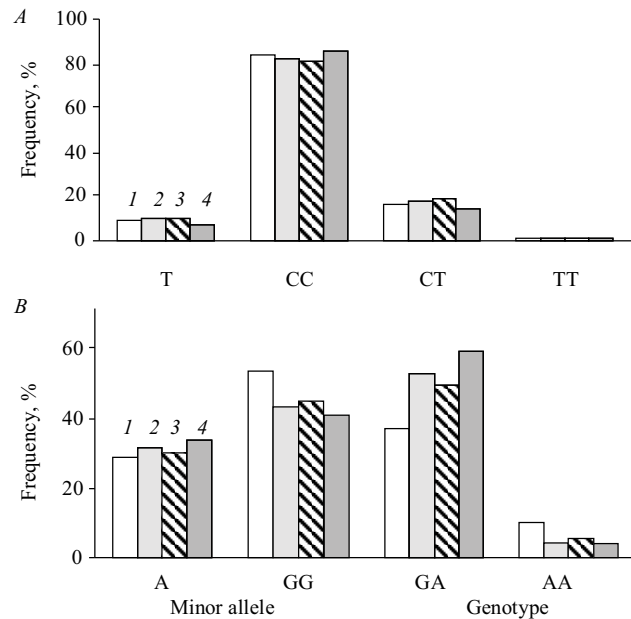 A
Frequency, %
100
80
60
40
20
0
1 2 3 4
T CC CT TT
B
Frequency, %
60
40
20
0
1 2 3 4
A GG GA AA
Minor allele Genotype